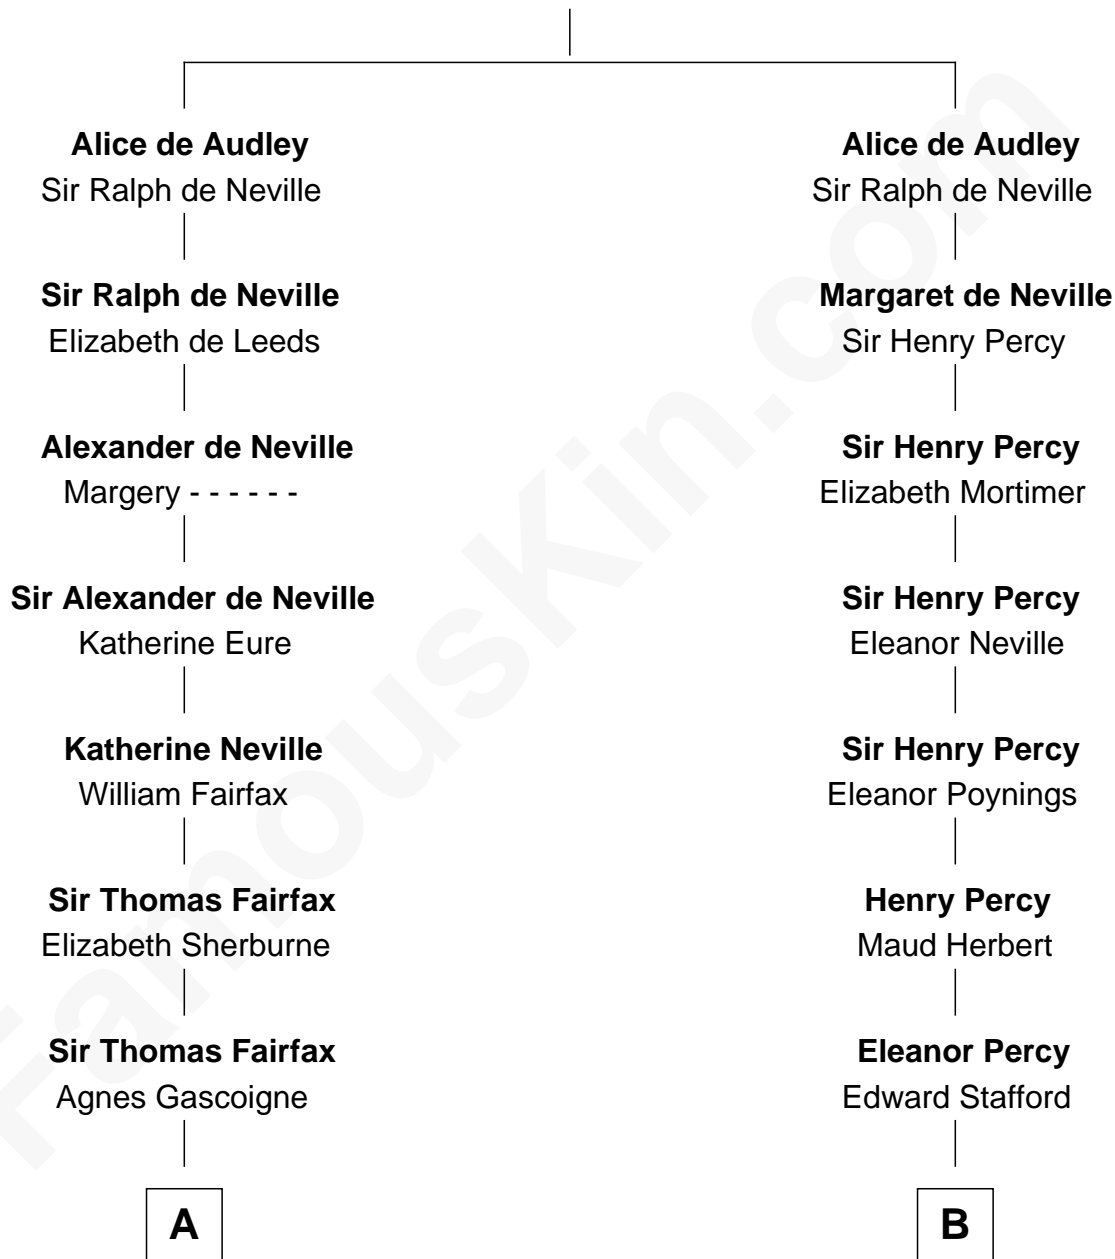 Alice de Audley
Sir Ralph de Neville
Sir Ralph de Neville
Elizabeth de Leeds
Alexander de Neville
Margery - - - - - -
Sir Alexander de Neville
Katherine Eure
Katherine Neville
William Fairfax
Sir Thomas Fairfax
Elizabeth Sherburne
Sir Thomas Fairfax
Agnes Gascoigne
A
Alice de Audley
Sir Ralph de Neville
Margaret de Neville
Sir Henry Percy
Sir Henry Percy
Elizabeth Mortimer
Sir Henry Percy
Eleanor Neville
Sir Henry Percy
Eleanor Poynings
Henry Percy
Maud Herbert
Eleanor Percy
Edward Stafford
B
FamousKin.com